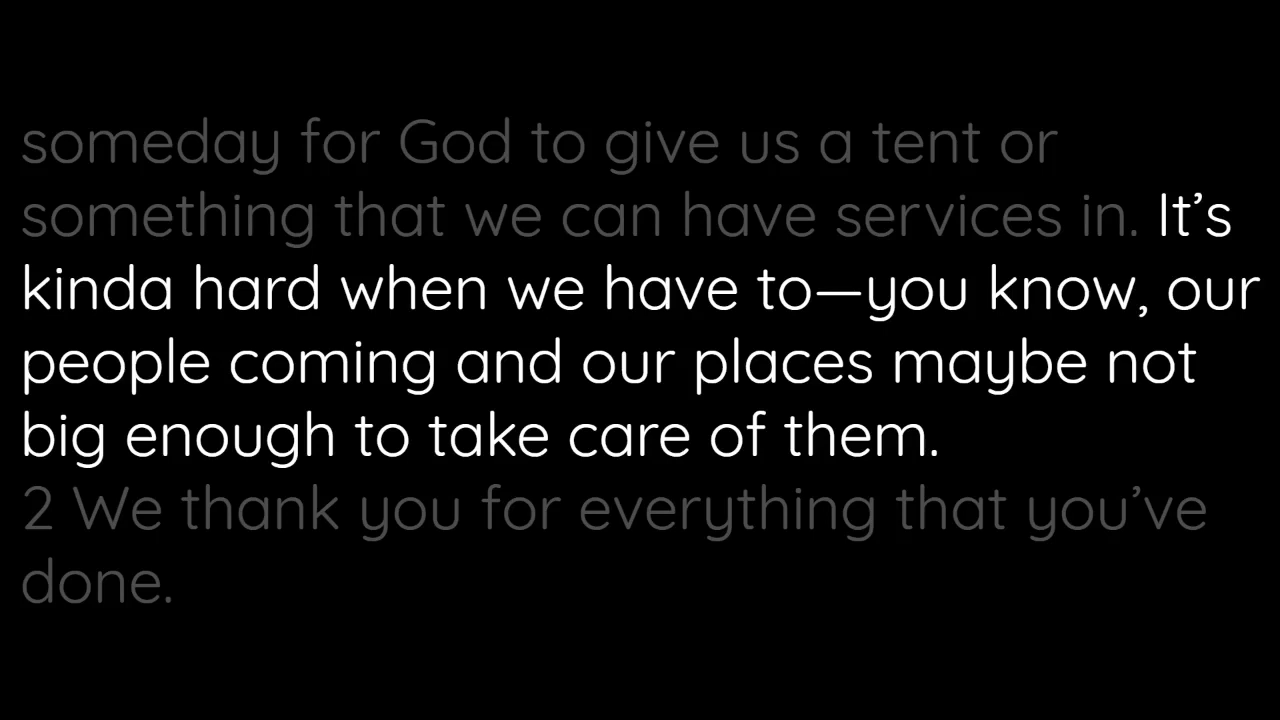 someday for God to give us a tent or
something that we can have services in. It’s
kinda hard when we have to—you know, our
people coming and our places maybe not
big enough to take care of them.
2 We thank you for everything that you’ve
done.